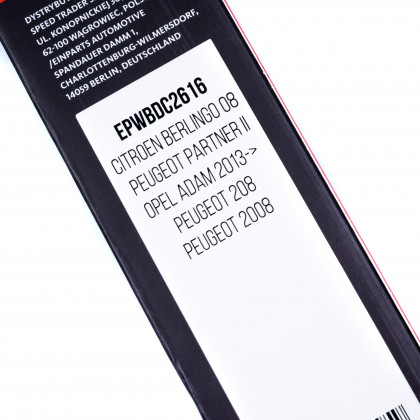 DYSTRYBU
SPEED TRADER
UL. KONOPNICKIEJ
62-100 WĄGROWIEC, POLS
/EINPARTS AUTOMOTIVE
SPANDAUER DAMM 1,
CHARLOTTENBURG-WILMERSDORF,
14059 BERLIN, DEUTSCHLAND
EPWBDC2616
CITROEN BERLINGO 08
PEUGEOT PARTNER II
OPEL ADAM 2013->
PEUGEOT 208
PEUGEOT 2008